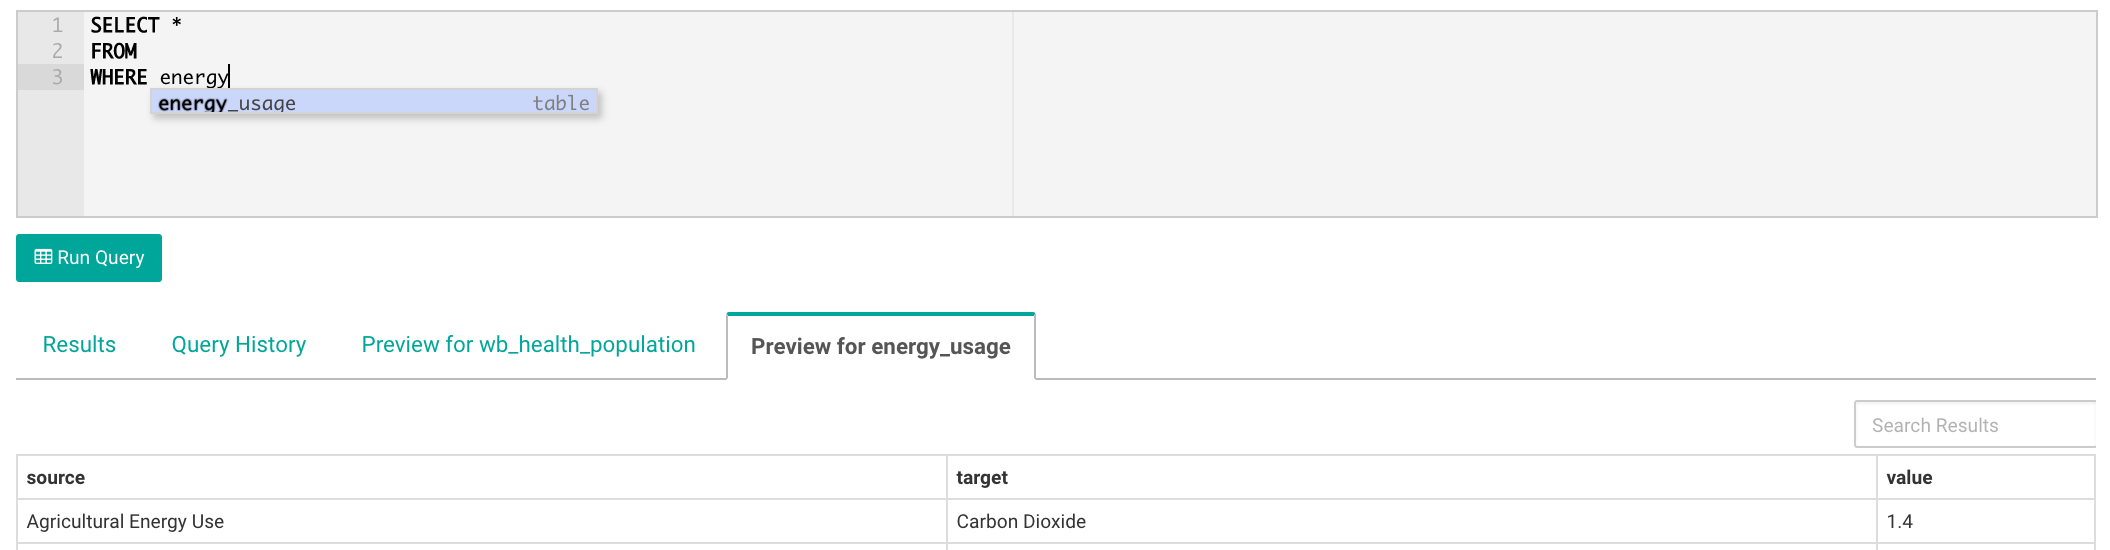 1 SELECT *
2 FROM
3 WHERE energy
energy_usage table
Run Query
Results Query History Preview for wb_health_population Preview for energy_usage
Search Results
source target value
Agricultural Energy Use Carbon Dioxide 1.4